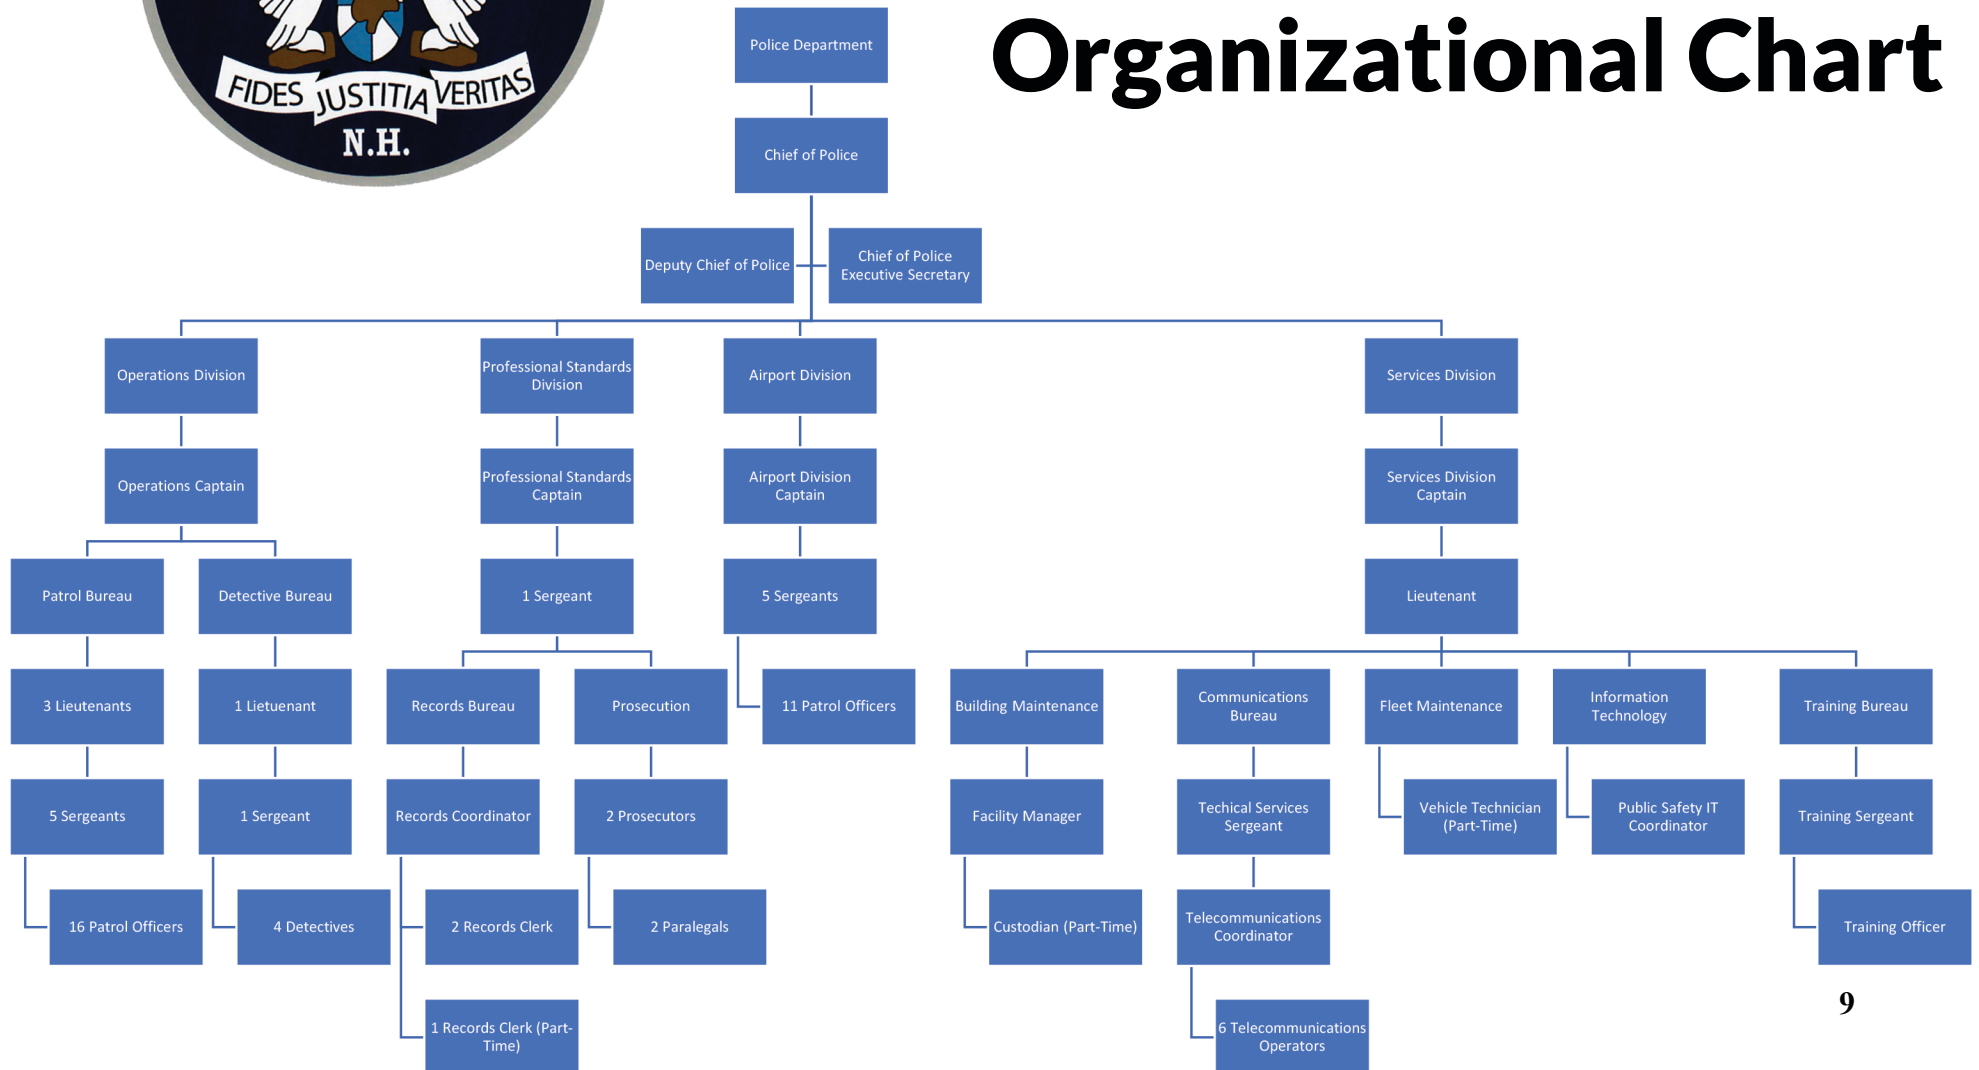 FIDES JUSTITIA VERITAS
N.H.
Organizational Chart
Police Department
Chief of Police
Deputy Chief of Police
Chief of Police
Executive Secretary
Operations Division
Professional Standards
Division
Airport Division
Services Division
Operations Captain
Professional Standards
Captain
Airport Division
Captain
Services Division
Captain
Patrol Bureau
Detective Bureau
1 Sergeant
5 Sergeants
Lieutenant
3 Lieutenants
1 Lietuenant
Records Bureau
Prosecution
11 Patrol Officers
Building Maintenance
Communications
Bureau
Fleet Maintenance
Information
Technology
Training Bureau
5 Sergeants
1 Sergeant
Records Coordinator
2 Prosecutors
Facility Manager
Techical Services
Sergeant
Vehicle Technician
(Part-Time)
Public Safety IT
Coordinator
Training Sergeant
16 Patrol Officers
4 Detectives
2 Records Clerk
2 Paralegals
Custodian (Part-Time)
Telecommunications
Coordinator
Training Officer
1 Records Clerk (Part-
Time)
6 Telecommunications
Operators
9